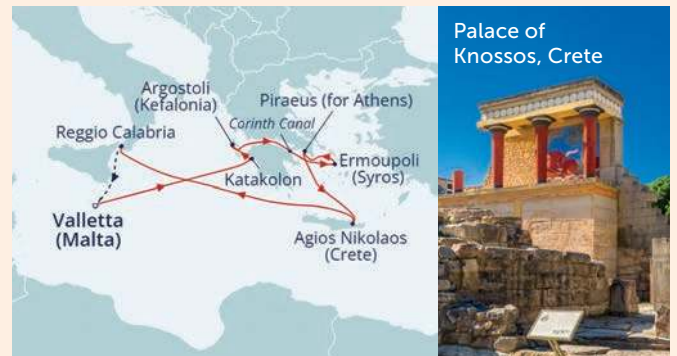 Argostoli
(Kefalonia)
Piraeus (for Athens)
Corinth Canal
Reggio Calabria
Ermoupoli
(Syros)
Katakolon
Valletta
(Malta)
Agios Nikolaos
(Crete)
Palace of
Knossos, Crete